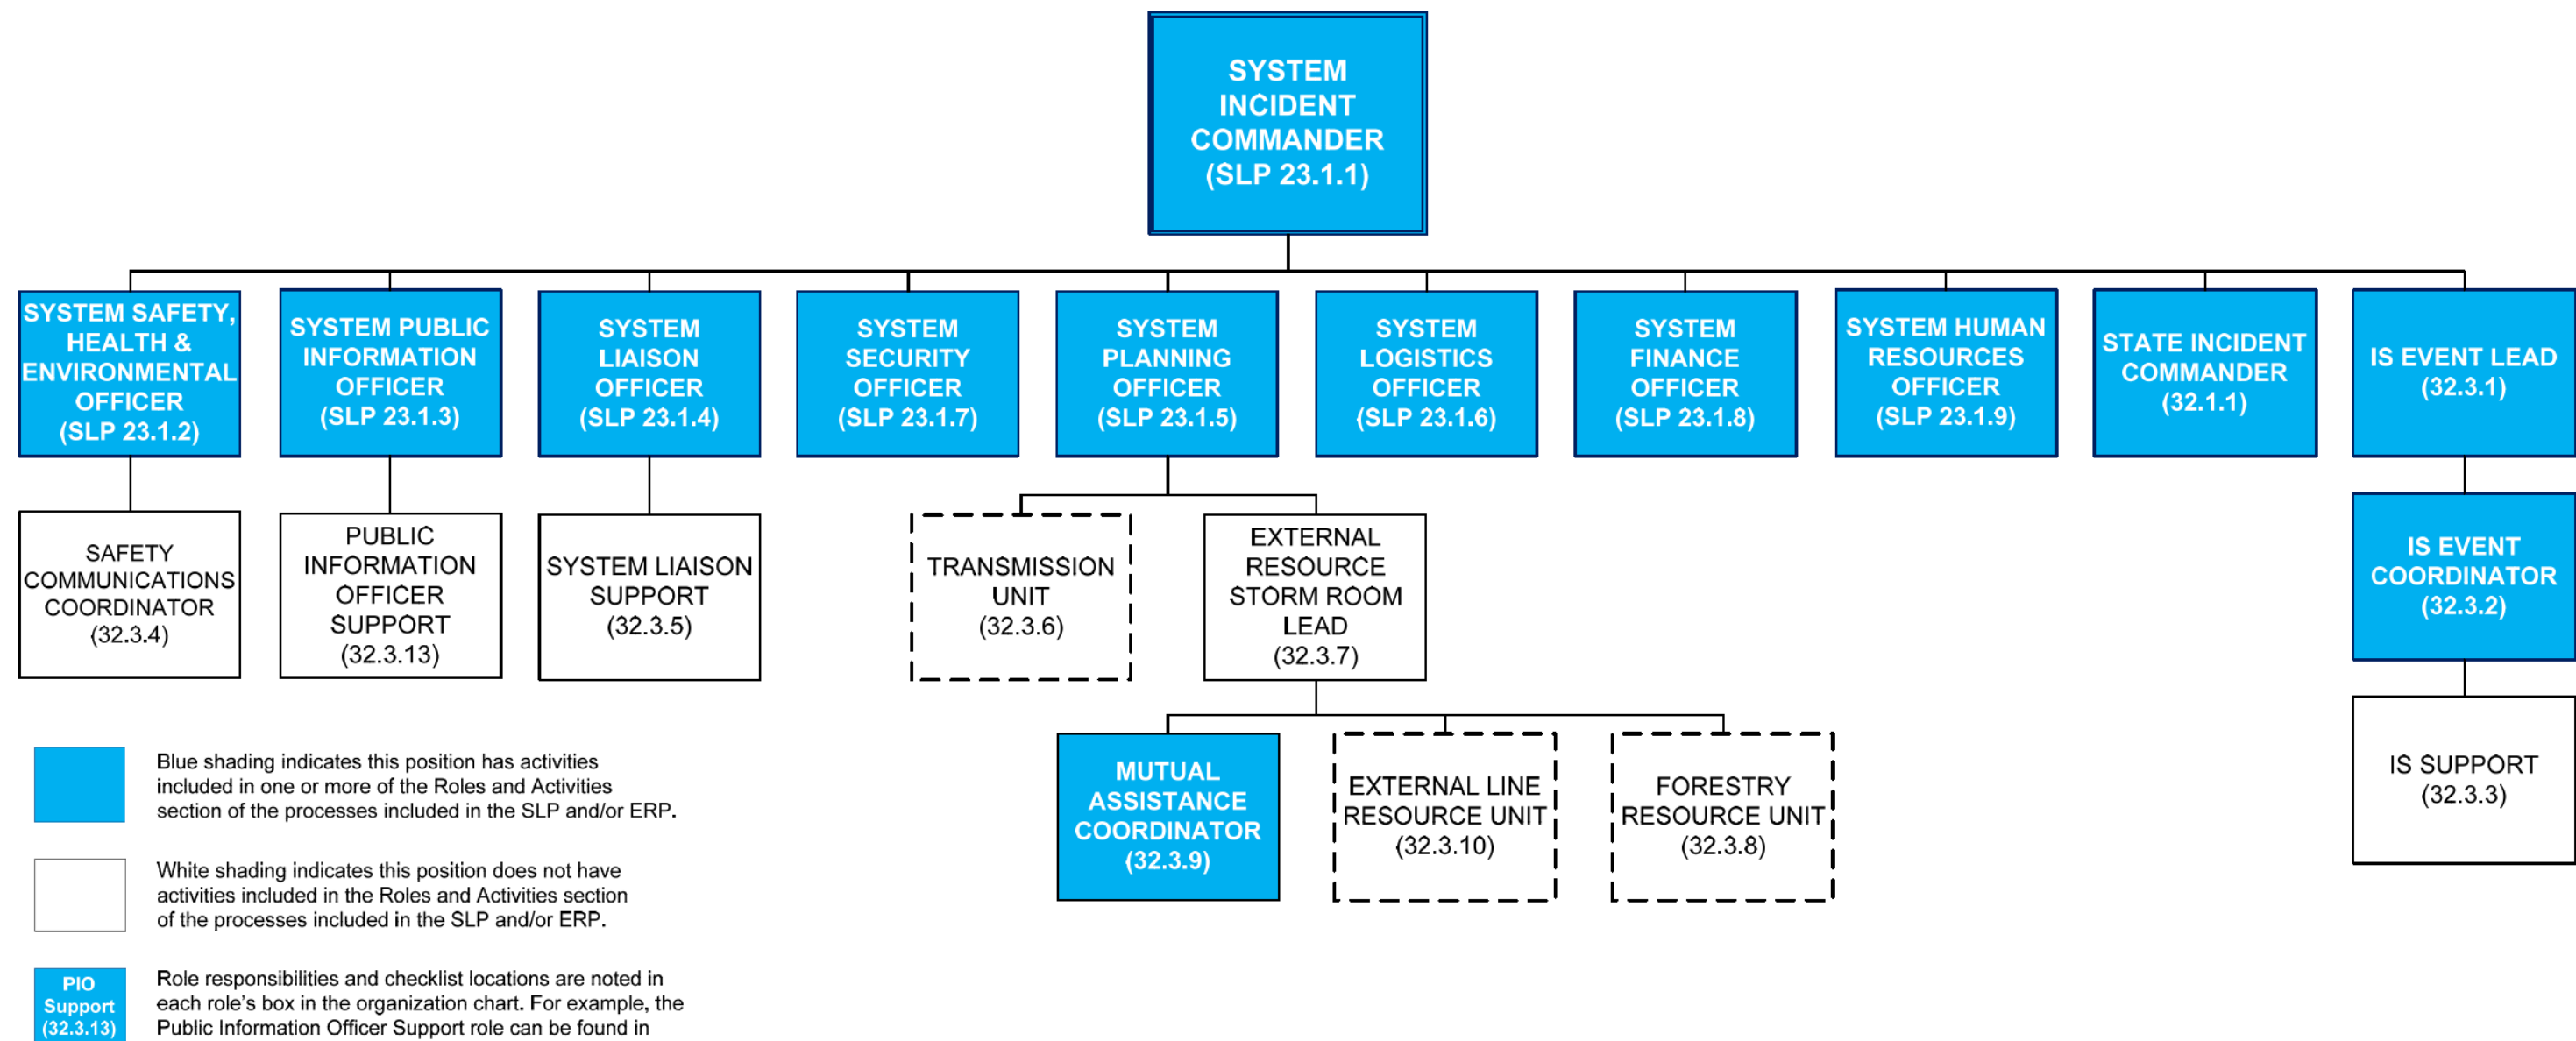 SYSTEM
INCIDENT
COMMANDER
(SLP 23.1.1)
SYSTEM SAFETY,
HEALTH &
ENVIRONMENTAL
OFFICER
(SLP 23.1.2)
SYSTEM PUBLIC
INFORMATION
OFFICER
(SLP 23.1.3)
SYSTEM
LIAISON
OFFICER
(SLP 23.1.4)
SYSTEM
SECURITY
OFFICER
(SLP 23.1.7)
SYSTEM
PLANNING
OFFICER
(SLP 23.1.5)
SYSTEM
LOGISTICS
OFFICER
(SLP 23.1.6)
SYSTEM
FINANCE
OFFICER
(SLP 23.1.8)
SYSTEM HUMAN
RESOURCES
OFFICER
(SLP 23.1.9)
STATE INCIDENT
COMMANDER
(32.1.1)
IS EVENT LEAD
(32.3.1)
SAFETY
COMMUNICATIONS
COORDINATOR
(32.3.4)
PUBLIC
INFORMATION
OFFICER
SUPPORT
(32.3.13)
SYSTEM LIAISON
SUPPORT
(32.3.5)
TRANSMISSION
UNIT
(32.3.6)
EXTERNAL
RESOURCE
STORM ROOM
LEAD
(32.3.7)
IS EVENT
COORDINATOR
(32.3.2)
MUTUAL
ASSISTANCE
COORDINATOR
(32.3.9)
EXTERNAL LINE
RESOURCE UNIT
(32.3.10)
FORESTRY
RESOURCE UNIT
(32.3.8)
IS SUPPORT
(32.3.3)
Blue shading indicates this position has activities
included in one or more of the Roles and Activities
section of the processes included in the SLP and/or ERP.
White shading indicates this position does not have
activities included in the Roles and Activities section
of the processes included in the SLP and/or ERP.
PIO
Support
(32.3.13)
Role responsibilities and checklist locations are noted in
each role's box in the organization chart. For example, the
Public Information Officer Support role can be found in